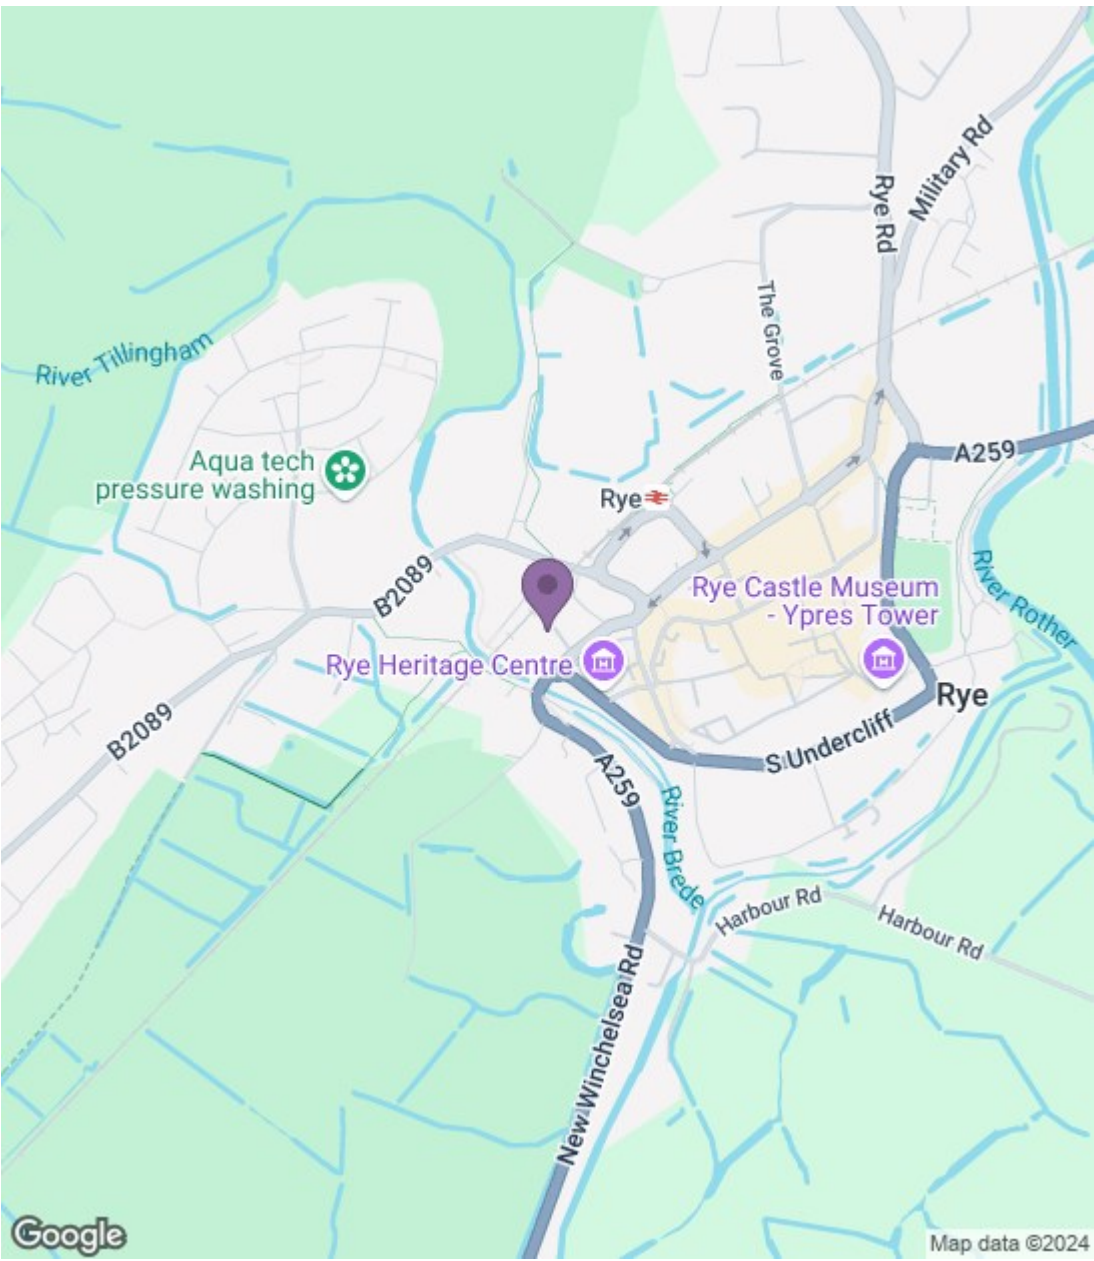 Military Rd
Rye Rd
The Grove
River Tillingham
A259
Aqua tech
pressure washing
Rye
B2089
River Rother
Rye Castle Museum
- Ypres Tower
Rye Heritage Centre
Rye
B2089
S Undercliff
A259
River Brede
Harbour Rd
Harbour Rd
New Winchelsea Rd
Google
Map data ©2024